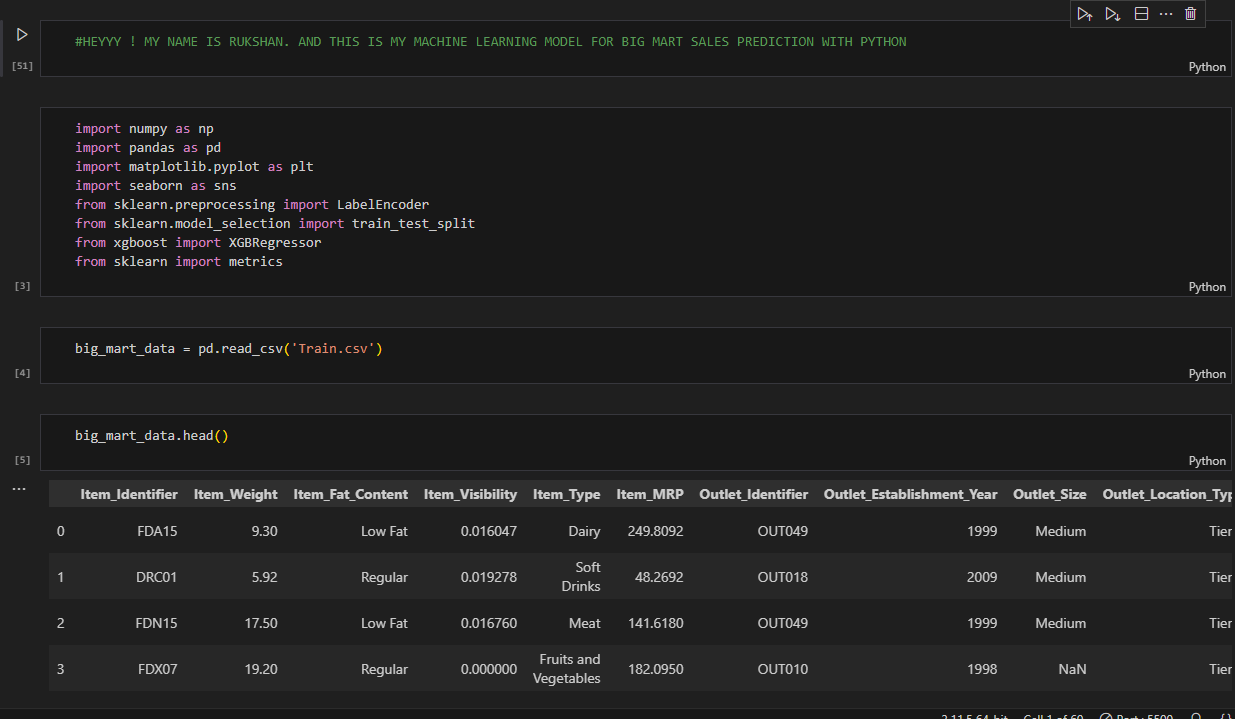 #HEYYY ! MY NAME IS RUKSHAN. AND THIS IS MY MACHINE LEARNING MODEL FOR BIG MART SALES PREDICTION WITH PYTHON
[51]
Python
import numpy as np
import pandas as pd
import matplotlib.pyplot as plt
import seaborn as sns
from sklearn.preprocessing import LabelEncoder
from sklearn.model_selection import train_test_split
from xgboost import XGBRegressor
from sklearn import metrics
[3]
Python
big_mart_data = pd.read_csv('Train.csv')
[4]
Python
big_mart_data.head()
[5]
Python
Item_Identifier Item_Weight Item_Fat_Content Item_Visibility Item_Type Item_MRP Outlet_Identifier Outlet_Establishment_Year Outlet_Size Outlet_Location_Typ
0 FDA15 9.30 Low Fat 0.016047 Dairy 249.8092 OUT049 1999 Medium Tier
1 DRC01 5.92 Regular 0.019278 Soft Drinks 48.2692 OUT018 2009 Medium Tier
2 FDN15 17.50 Low Fat 0.016760 Meat 141.6180 OUT049 1999 Medium Tier
3 FDX07 19.20 Regular 0.000000 Fruits and Vegetables 182.0950 OUT010 1998 NaN Tier
3.11.5 64-bit Cell 1 of 60 Port : 5500